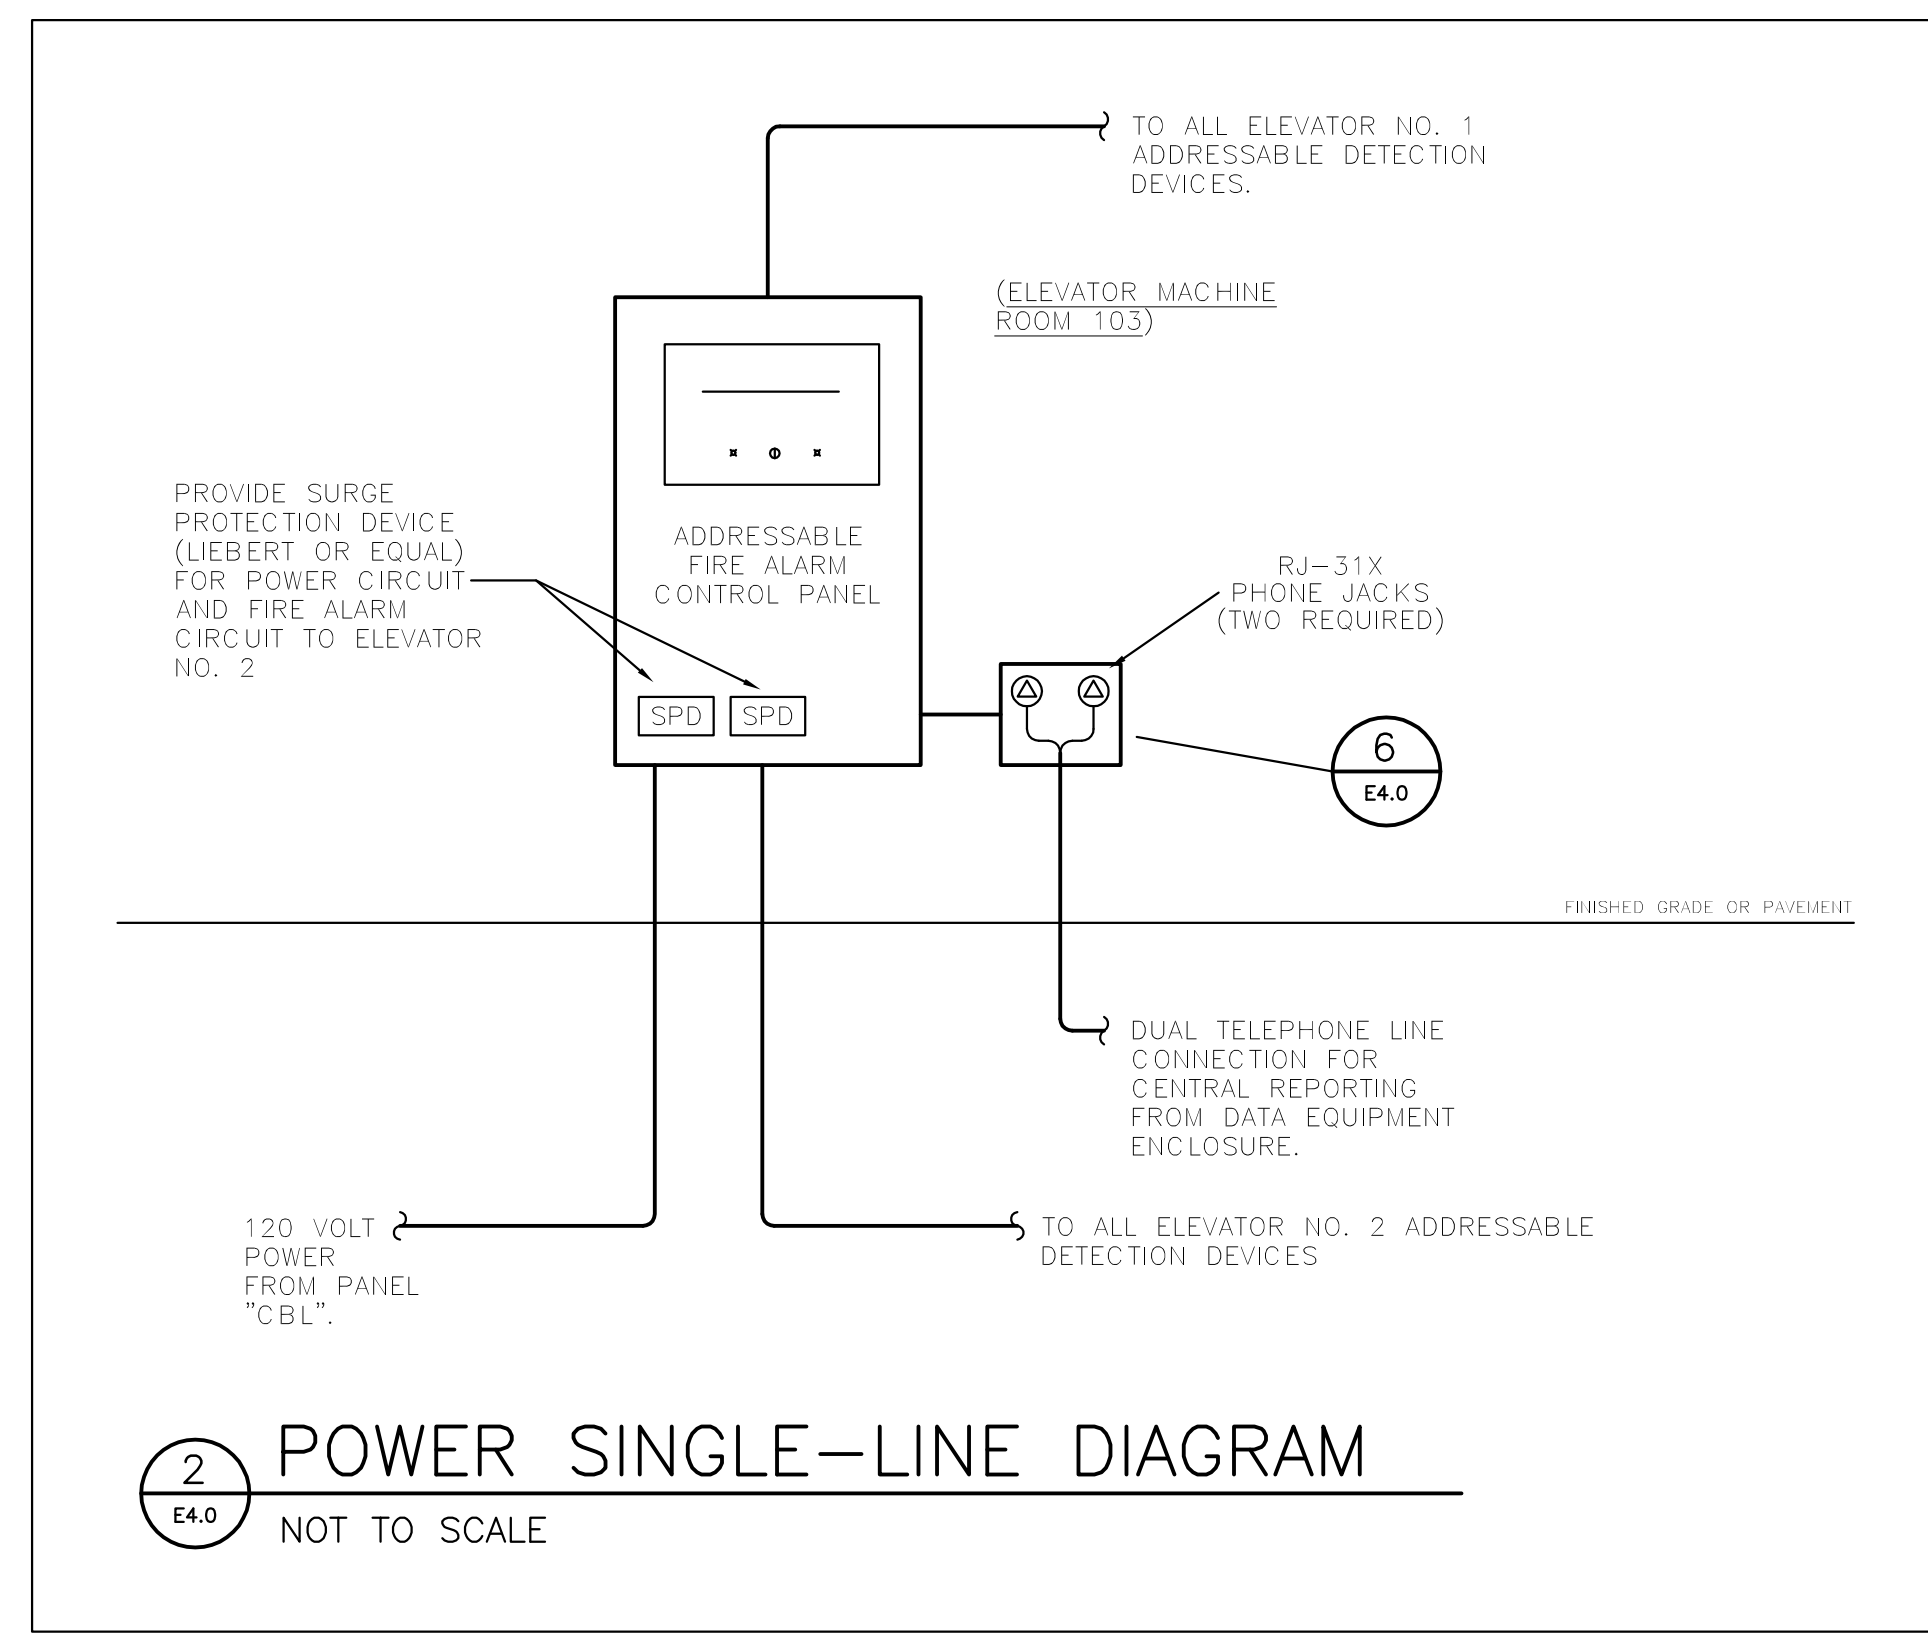 TO ALL ELEVATOR NO. 1
ADDRESSABLE DETECTION
DEVICES.
(ELEVATOR MACHINE
ROOM 103)
PROVIDE SURGE
PROTECTION DEVICE
(LIEBERT OR EQUAL)
FOR POWER CIRCUIT
AND FIRE ALARM
CIRCUIT TO ELEVATOR
NO. 2
ADDRESSABLE
FIRE ALARM
CONTROL PANEL
SPD
SPD
RJ-31X
PHONE JACKS
(TWO REQUIRED)
6
E4.0
FINISHED GRADE OR PAVEMENT
DUAL TELEPHONE LINE
CONNECTION FOR
CENTRAL REPORTING
FROM DATA EQUIPMENT
ENCLOSURE.
120 VOLT
POWER
FROM PANEL
"CBL".
TO ALL ELEVATOR NO. 2 ADDRESSABLE
DETECTION DEVICES
2
E4.0
POWER SINGLE-LINE DIAGRAM
NOT TO SCALE